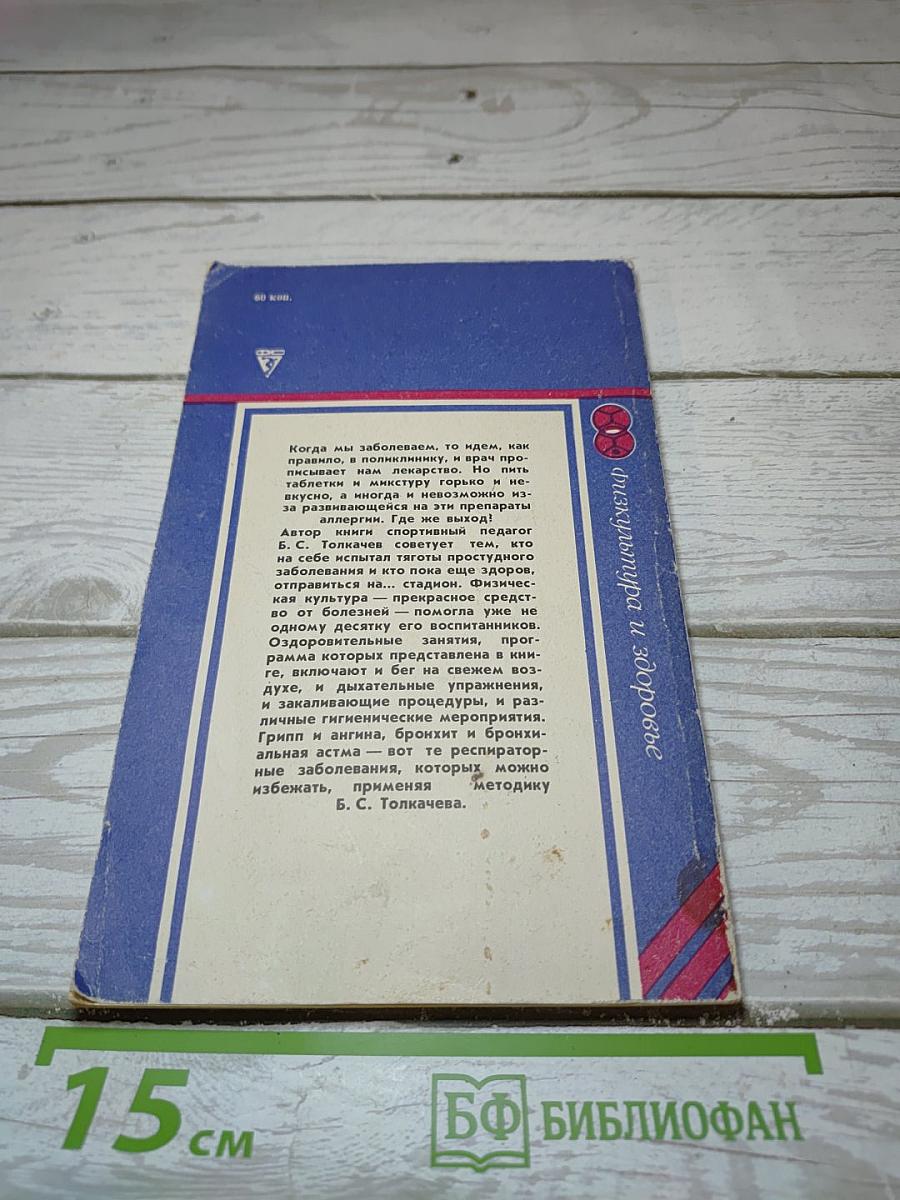 60 коп.
Когда мы заболеваем, то идем, как
правило, в поликлинику, и врач про-
писывает нам лекарство. Но пить
таблетки и микстуру горько и не-
вкусно, а иногда и невозможно из-
за развивающейся на эти препараты
аллергии. Где же выход?
Автор книги спортивный педагог
Б. С. Толкачев советует тем, кто
на себе испытал тяготы простудного
заболевания и кто пока еще здоров,
отправиться на... стадион. Физичес-
кая культура — прекрасное средст-
во от болезней — помогла уже не
одному десятку его воспитанников.
Оздоровительные занятия, прог-
рамма которых представлена в кни-
ге, включают и бег на свежем воз-
духе, и дыхательные упражнения,
и закаливающие процедуры, и раз-
личные гигиенические мероприятия.
Грипп и ангина, бронхит и бронхи-
альная астма — вот те респиратор-
ные заболевания, которых можно
избежать, применяя методику
Б. С. Толкачева.
физкультура и здоровье
15 см
БФ БИБЛИОФАН